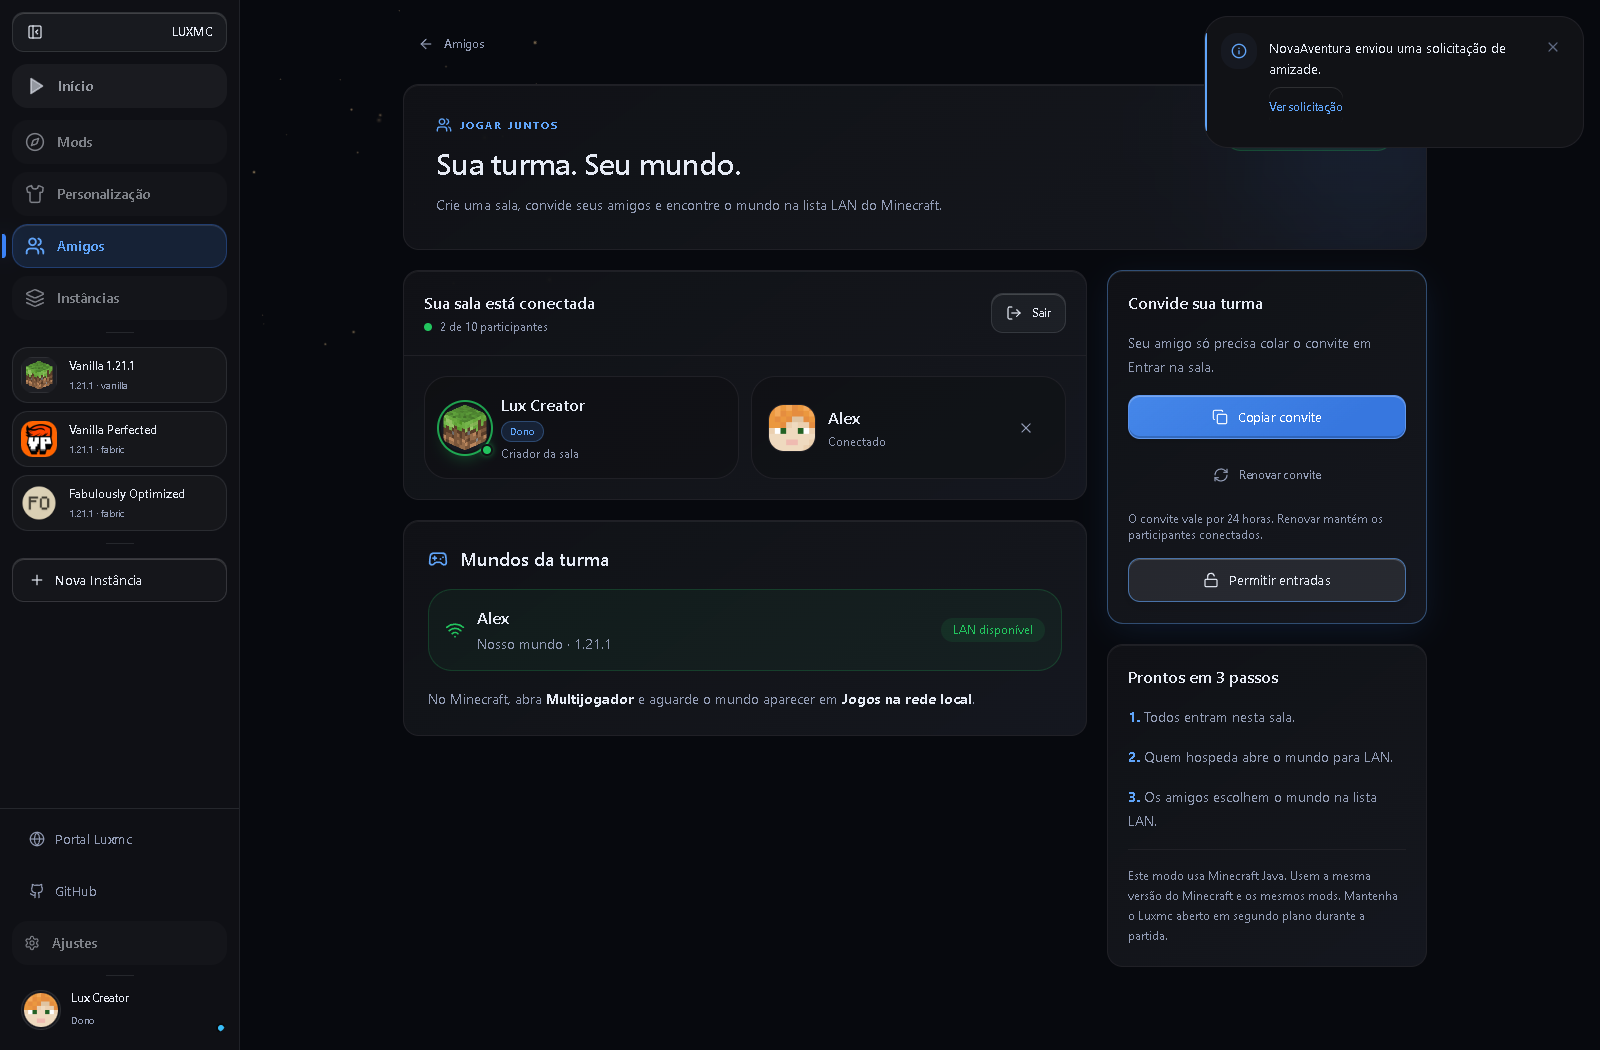 LUXMC
Início
Mods
Personalização
Amigos
Instâncias
Vanilla 1.21.1
1.21.1 · vanilla
Vanilla Perfected
1.21.1 · fabric
Fabulously Optimized
1.21.1 · fabric
Nova Instância
Portal Luxmc
GitHub
Ajustes
Lux Creator
Dono
Amigos
JOGAR JUNTOS
Sua turma. Seu mundo.
Crie uma sala, convide seus amigos e encontre o mundo na lista LAN do Minecraft.
NovaAventura enviou uma solicitação de
amizade.
Ver solicitação
Sua sala está conectada
2 de 10 participantes
Sair
Lux Creator
Dono
Criador da sala
Alex
Conectado
Mundos da turma
Alex
Nosso mundo · 1.21.1
LAN disponível
No Minecraft, abra Multijogador e aguarde o mundo aparecer em Jogos na rede local.
Convide sua turma
Seu amigo só precisa colar o convite em
Entrar na sala.
Copiar convite
Renovar convite
O convite vale por 24 horas. Renovar mantém os
participantes conectados.
Permitir entradas
Prontos em 3 passos
1. Todos entram nesta sala.
2. Quem hospeda abre o mundo para LAN.
3. Os amigos escolhem o mundo na lista
LAN.
Este modo usa Minecraft Java. Usem a mesma
versão do Minecraft e os mesmos mods. Mantenha
o Luxmc aberto em segundo plano durante a
partida.
VP
FO